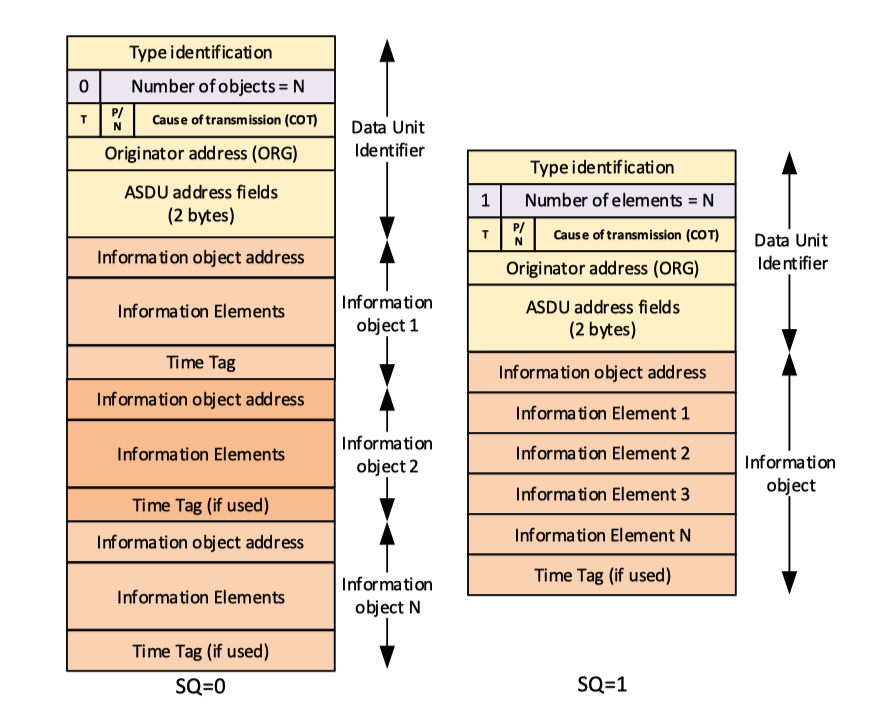 Type identification
0 Number of objects = N
T P/N Cause of transmission (COT)
Originator address (ORG)
ASDU address fields
(2 bytes)
Data Unit
Identifier
Information object address
Information Elements
Time Tag
Information
object 1
Information object address
Information Elements
Time Tag (if used)
Information
object 2
Information object address
Information Elements
Time Tag (if used)
Information
object N
SQ=0
Type identification
1 Number of elements = N
T P/N Cause of transmission (COT)
Originator address (ORG)
ASDU address fields
(2 bytes)
Data Unit
Identifier
Information object address
Information Element 1
Information Element 2
Information Element 3
Information Element N
Time Tag (if used)
Information
object
SQ=1